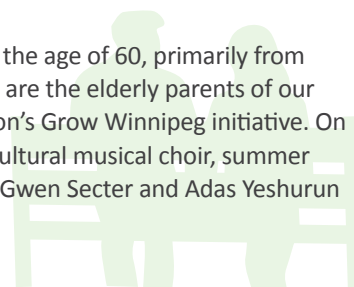 the age of 60, primarily from
are the elderly parents of our
on's Grow Winnipeg initiative. On
cultural musical choir, summer
Gwen Secter and Adas Yeshurun